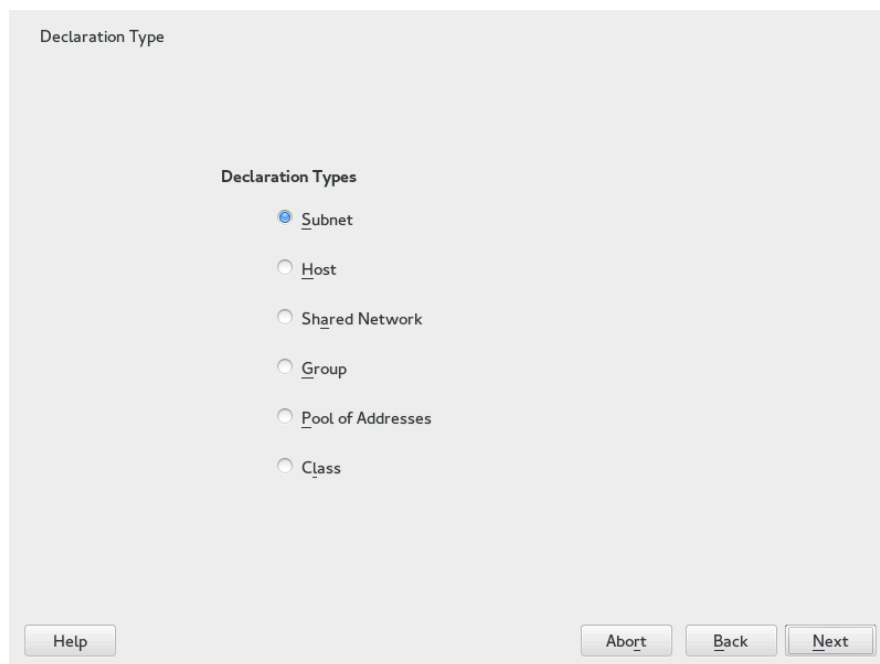 Declaration Type
Declaration Types
Subnet
Host
Shared Network
Group
Pool of Addresses
Class
Help
Abort
Back
Next